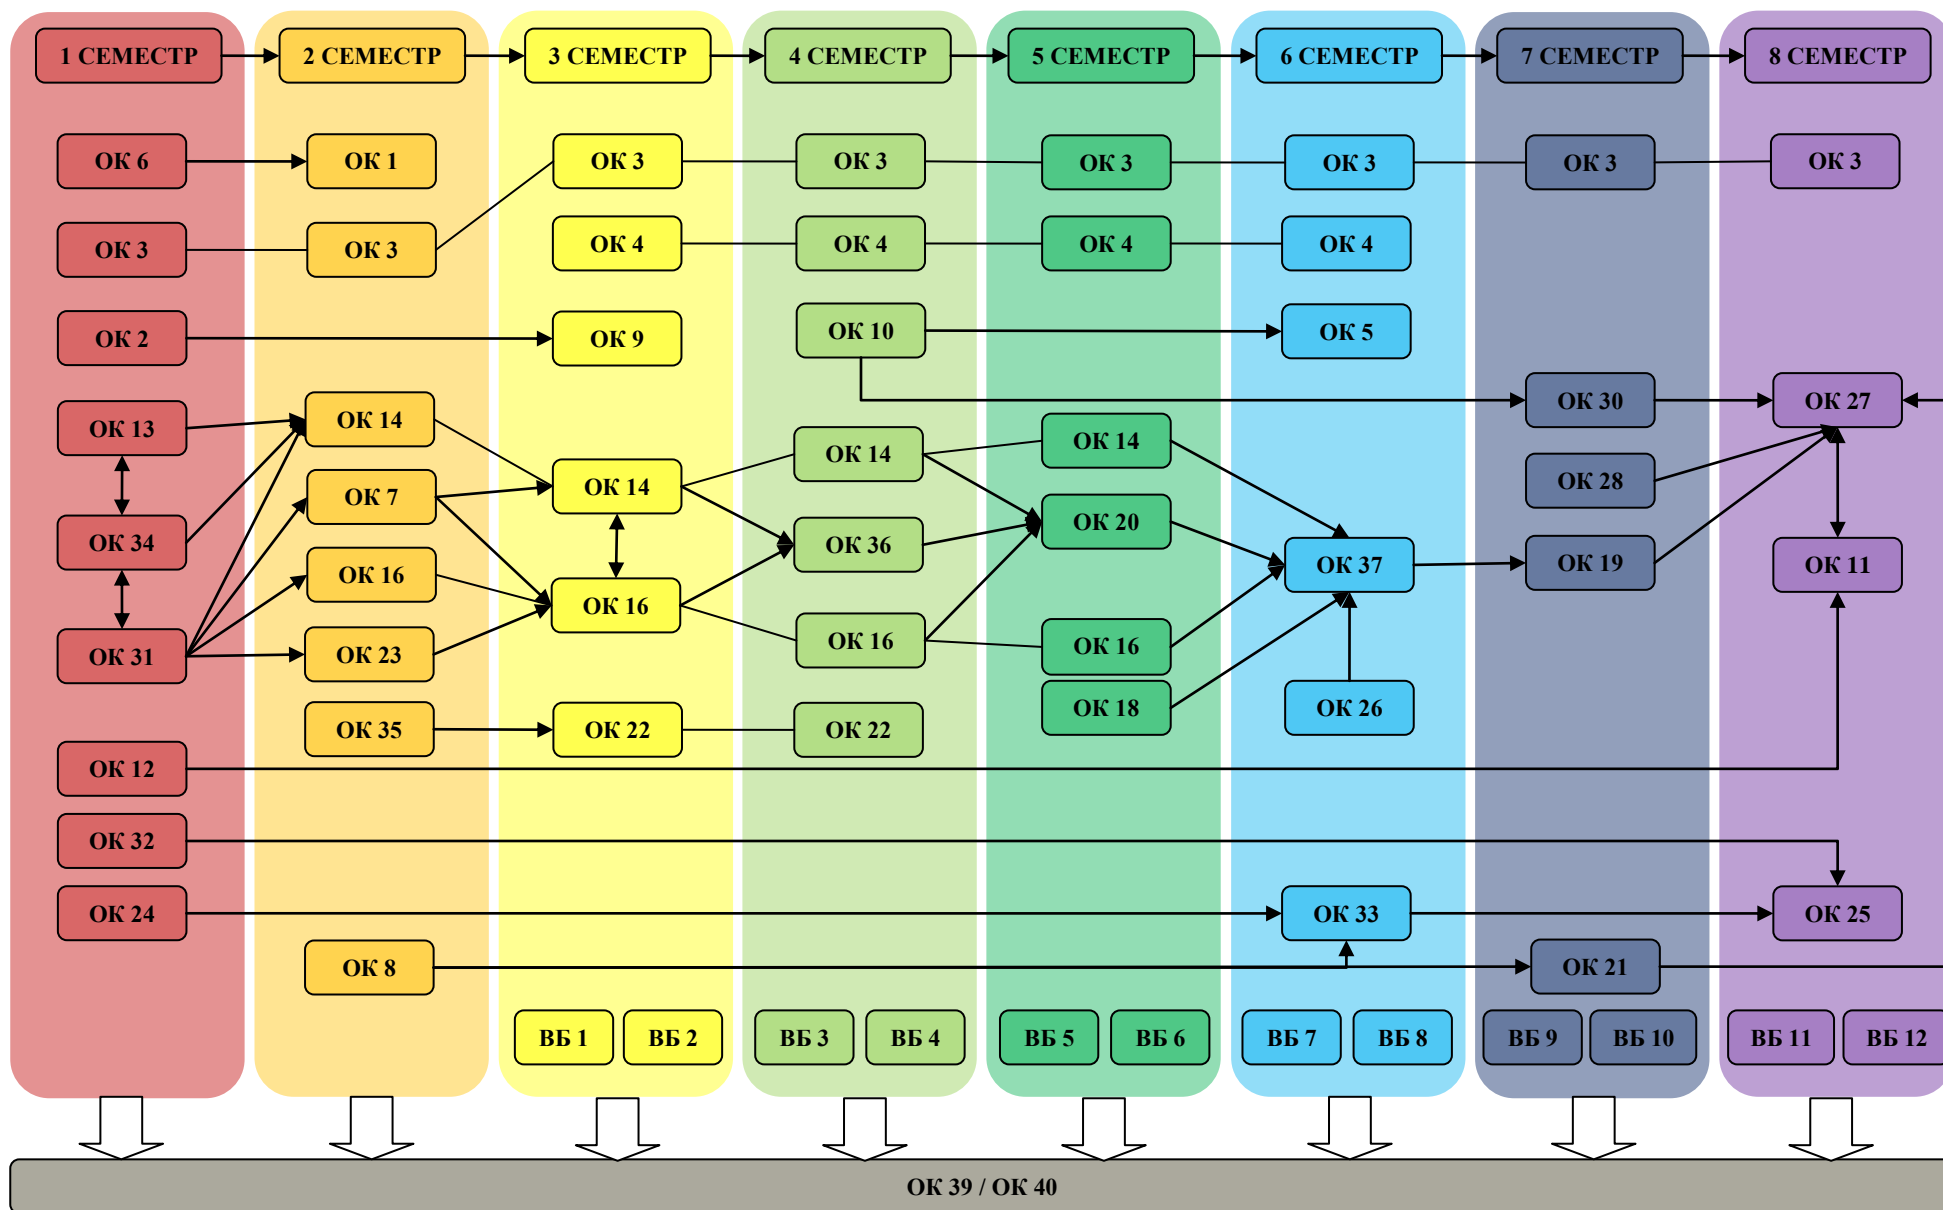 1 СЕМЕСТР
2 СЕМЕСТР
3 СЕМЕСТР
4 СЕМЕСТР
5 СЕМЕСТР
6 СЕМЕСТР
7 СЕМЕСТР
8 СЕМЕСТР
ОК 6
ОК 1
ОК 3
ОК 3
ОК 3
ОК 3
ОК 3
ОК 3
ОК 3
ОК 3
ОК 4
ОК 4
ОК 4
ОК 4
ОК 2
ОК 9
ОК 10
ОК 5
ОК 30
ОК 27
ОК 13
ОК 14
ОК 14
ОК 14
ОК 28
ОК 7
ОК 14
ОК 20
ОК 34
ОК 36
ОК 37
ОК 19
ОК 11
ОК 16
ОК 16
ОК 31
ОК 23
ОК 16
ОК 16
ОК 18
ОК 26
ОК 35
ОК 22
ОК 22
ОК 12
ОК 32
ОК 24
ОК 33
ОК 25
ОК 8
ОК 21
ВБ 1
ВБ 2
ВБ 3
ВБ 4
ВБ 5
ВБ 6
ВБ 7
ВБ 8
ВБ 9
ВБ 10
ВБ 11
ВБ 12
ОК 39 / ОК 40